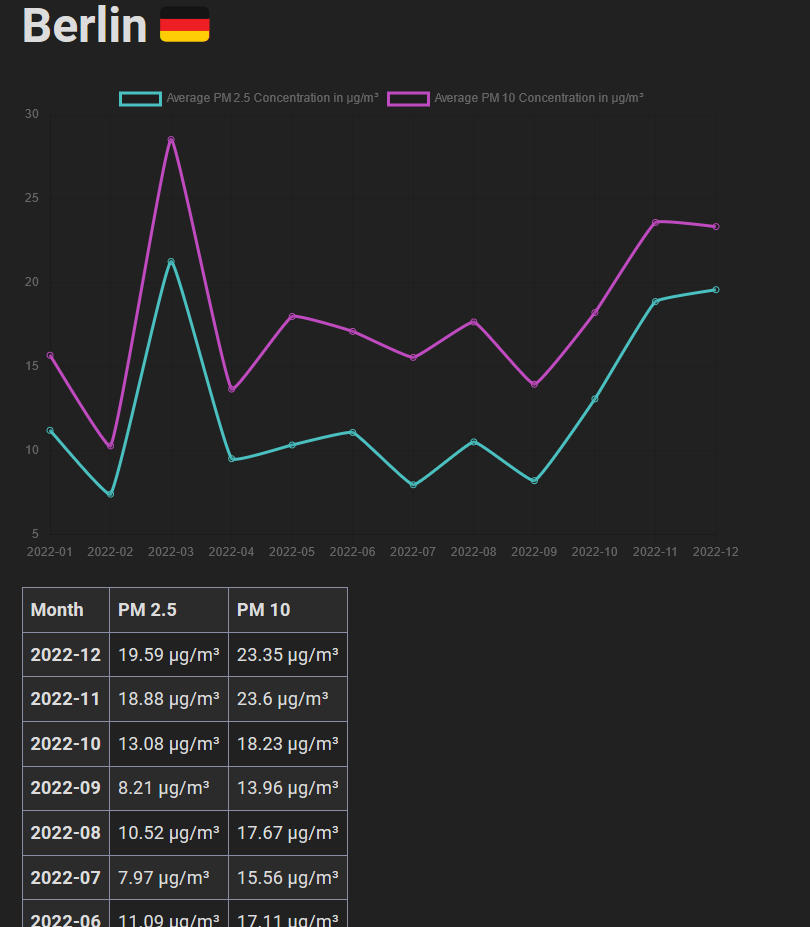 Berlin
Average PM 2.5 Concentration in µg/m³ Average PM 10 Concentration in µg/m³
30
25
20
15
10
5
2022-01 2022-02 2022-03 2022-04 2022-05 2022-06 2022-07 2022-08 2022-09 2022-10 2022-11 2022-12
Month PM 2.5 PM 10
2022-12 19.59 µg/m³ 23.35 µg/m³
2022-11 18.88 µg/m³ 23.6 µg/m³
2022-10 13.08 µg/m³ 18.23 µg/m³
2022-09 8.21 µg/m³ 13.96 µg/m³
2022-08 10.52 µg/m³ 17.67 µg/m³
2022-07 7.97 µg/m³ 15.56 µg/m³
2022-06 11.09 µg/m³ 17.11 µg/m³